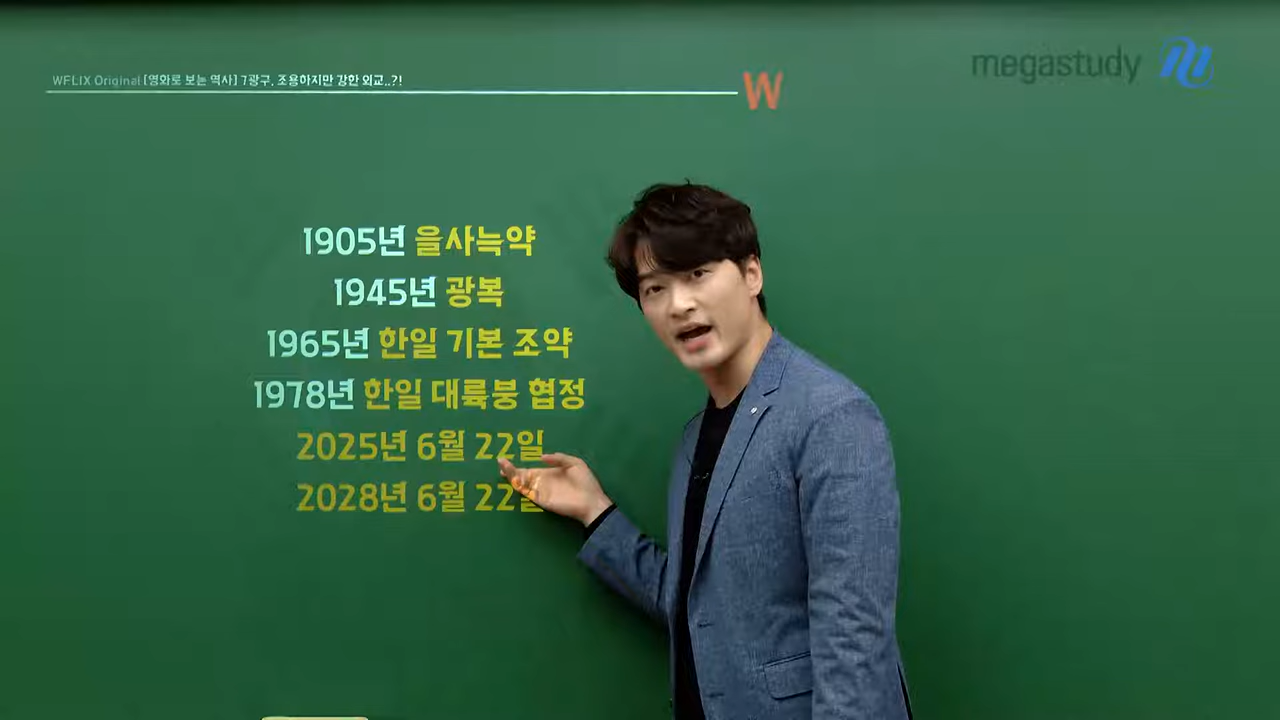 WFLIX Original [영화로 보는 역사] 7광구, 조용하지만 강한 외교..?!
W
megastudy
1905년 을사늑약
1945년 광복
1965년 한일 기본 조약
1978년 한일 대륙붕 협정
2025년 6월 22일
2028년 6월 22일